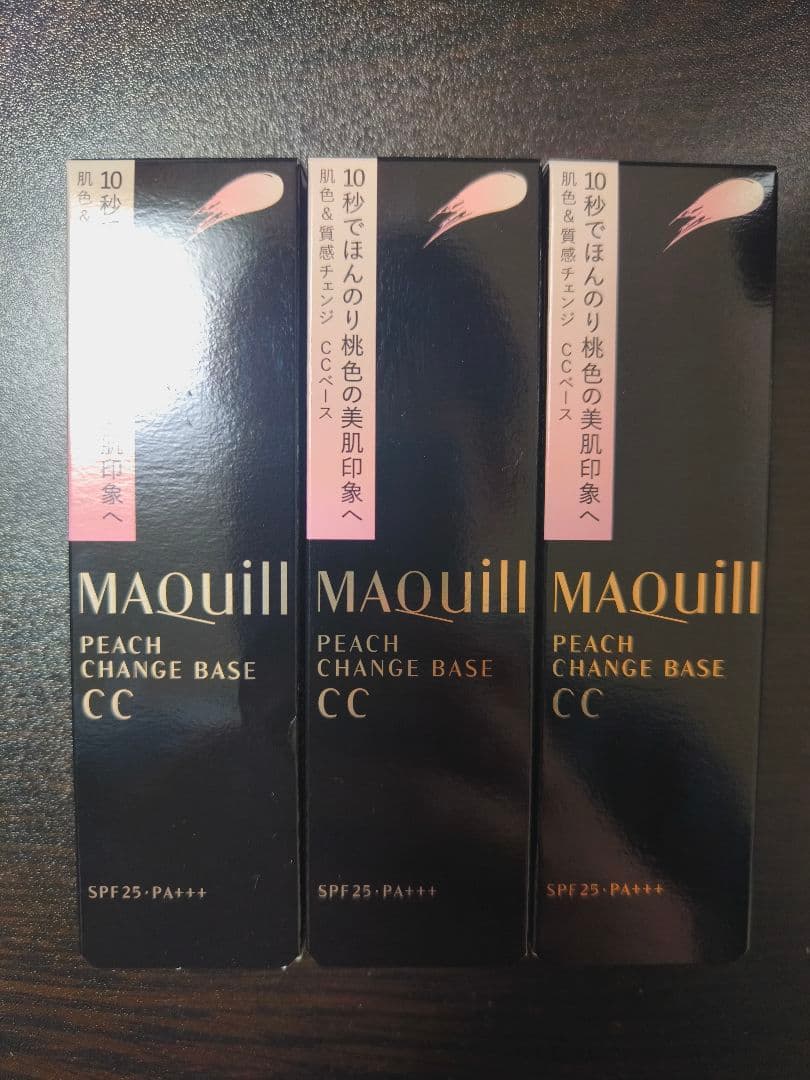 10秒
肌印象へ
肌色&
MAQuill
PEACH
CHANGE BASE
CC
SPF25・PA+++
10秒でほんのり桃色の美肌印象へ
肌色&質感チェンジ CCベース
MAQuill
PEACH
CHANGE BASE
CC
SPF25・PA+++
10秒でほんのり桃色の美肌印象へ
肌色&質感チェンジ CCベース
MAQuill
PEACH
CHANGE BASE
CC
SPF25・PA+++